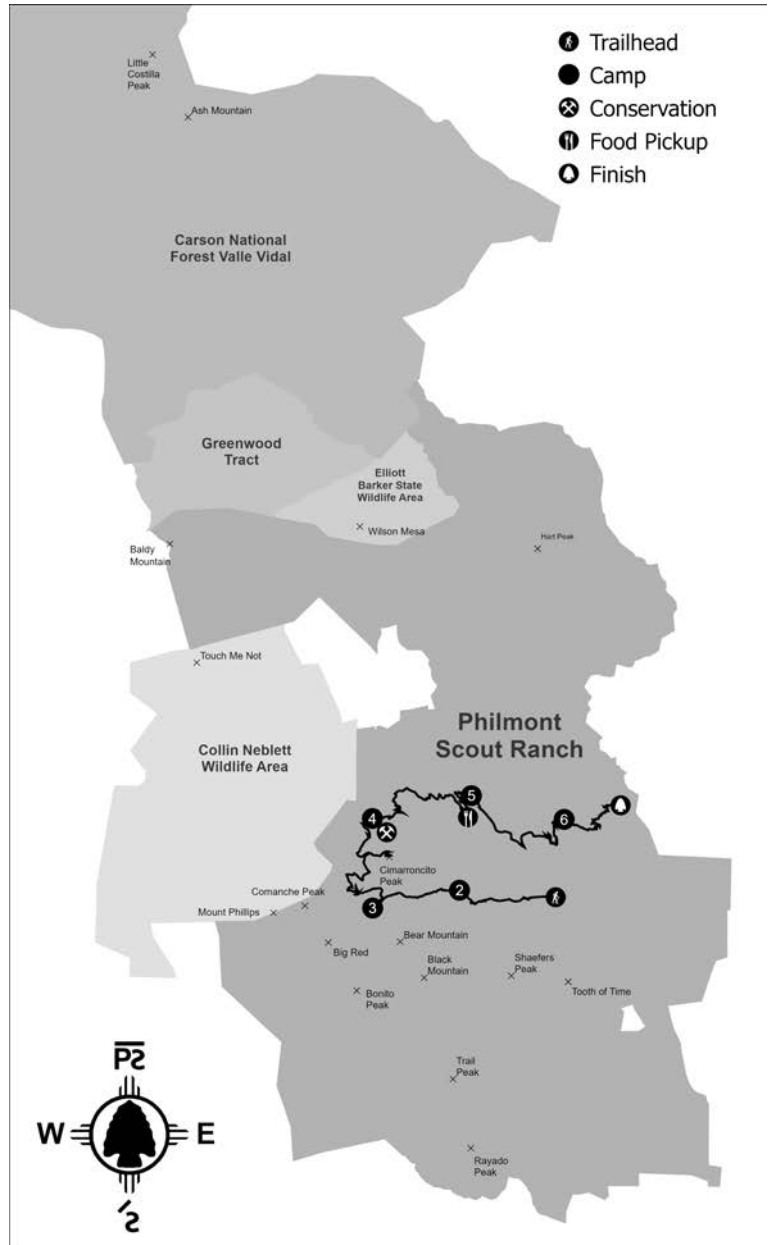 Little
Costilla
Peak
Ash Mountain
Trailhead
Camp
Conservation
Food Pickup
Finish
Carson National
Forest Valle Vidal
Greenwood
Tract
Elliott
Barker State
Wildlife Area
Wilson Mesa
Baldy
Mountain
Hart Peak
Touch Me Not
Philmont
Scout Ranch
Collin Neblett
Wildlife Area
5
4
6
Cimarroncito
Peak
Comanche Peak
2
Mount Phillips
3
Big Red
Bear Mountain
Black
Mountain
Shaefers
Peak
Tooth of Time
Bonito
Peak
Trail
Peak
Rayado
Peak
W
E